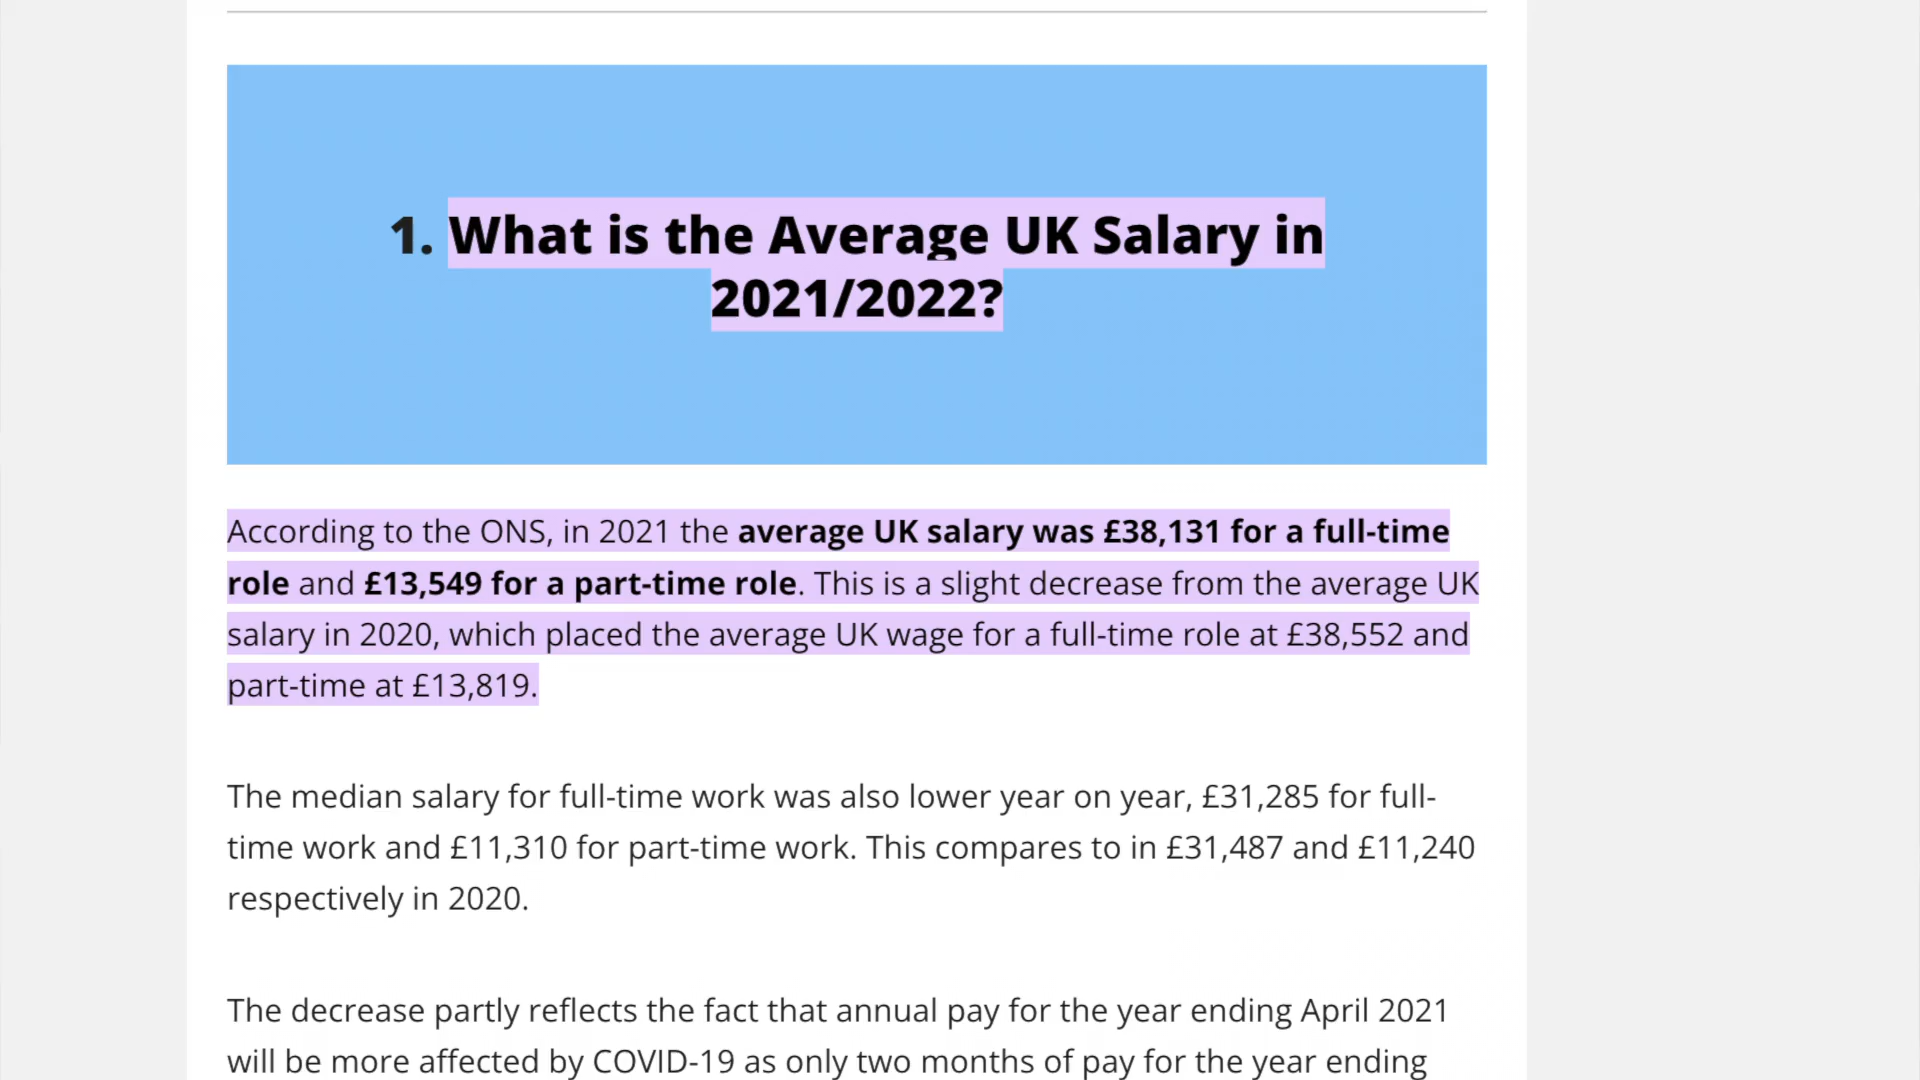 1. What is the Average UK Salary in
2021/2022?
According to the ONS, in 2021 the average UK salary was £38,131 for a full-time
role and £13,549 for a part-time role. This is a slight decrease from the average UK
salary in 2020, which placed the average UK wage for a full-time role at £38,552 and
part-time at £13,819.
The median salary for full-time work was also lower year on year, £31,285 for full-
time work and £11,310 for part-time work. This compares to in £31,487 and £11,240
respectively in 2020.
The decrease partly reflects the fact that annual pay for the year ending April 2021
will be more affected by COVID-19 as only two months of pay for the year ending